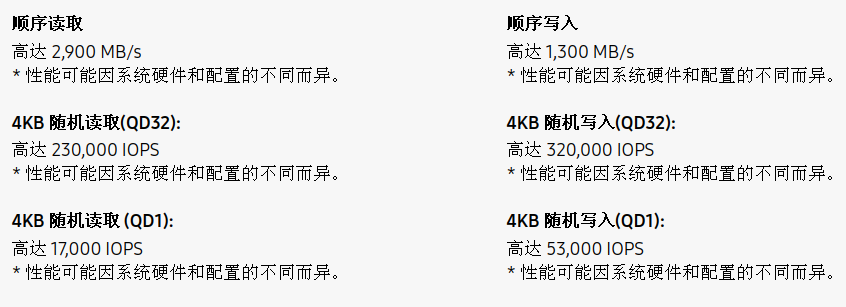 顺序读取
高达 2,900 MB/s
* 性能可能因系统硬件和配置的不同而异。
4KB 随机读取(QD32):
高达 230,000 IOPS
* 性能可能因系统硬件和配置的不同而异。
4KB 随机读取 (QD1):
高达 17,000 IOPS
* 性能可能因系统硬件和配置的不同而异。
顺序写入
高达 1,300 MB/s
* 性能可能因系统硬件和配置的不同而异。
4KB 随机写入(QD32):
高达 320,000 IOPS
* 性能可能因系统硬件和配置的不同而异。
4KB 随机写入(QD1):
高达 53,000 IOPS
* 性能可能因系统硬件和配置的不同而异。